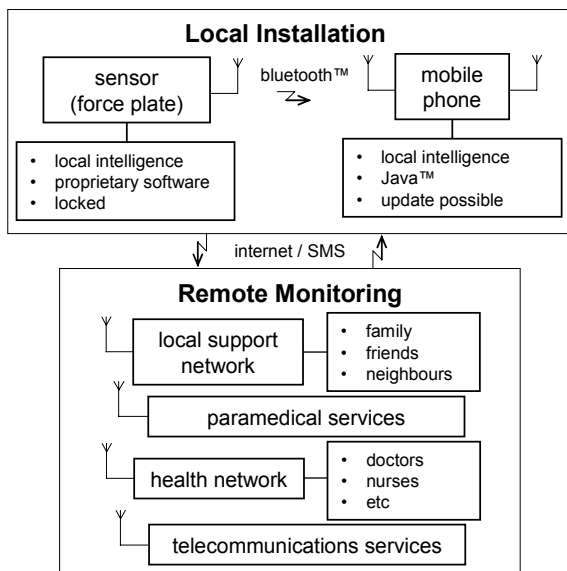 Local Installation
sensor
(force plate)
bluetooth™
mobile
phone
• local intelligence
• proprietary software
• locked
• local intelligence
• Java™
• update possible
internet / SMS
Remote Monitoring
local support
network
• family
• friends
• neighbours
paramedical services
health network
• doctors
• nurses
• etc
telecommunications services